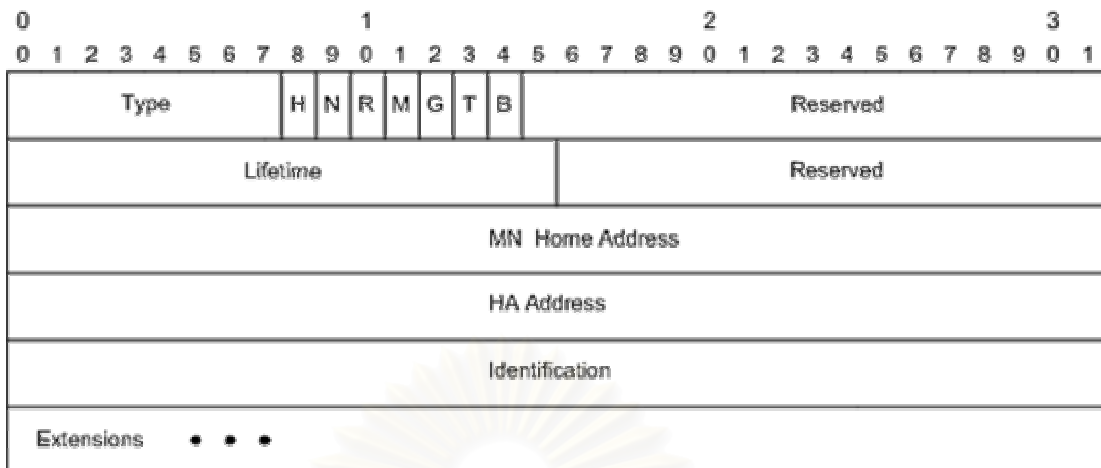 0 1 2 3
0 1 2 3 4 5 6 7 8 9 0 1 2 3 4 5 6 7 8 9 0 1 2 3 4 5 6 7 8 9 0 1
Type H N R M G T B Reserved
Lifetime Reserved
MN Home Address
HA Address
Identification
Extensions • • •